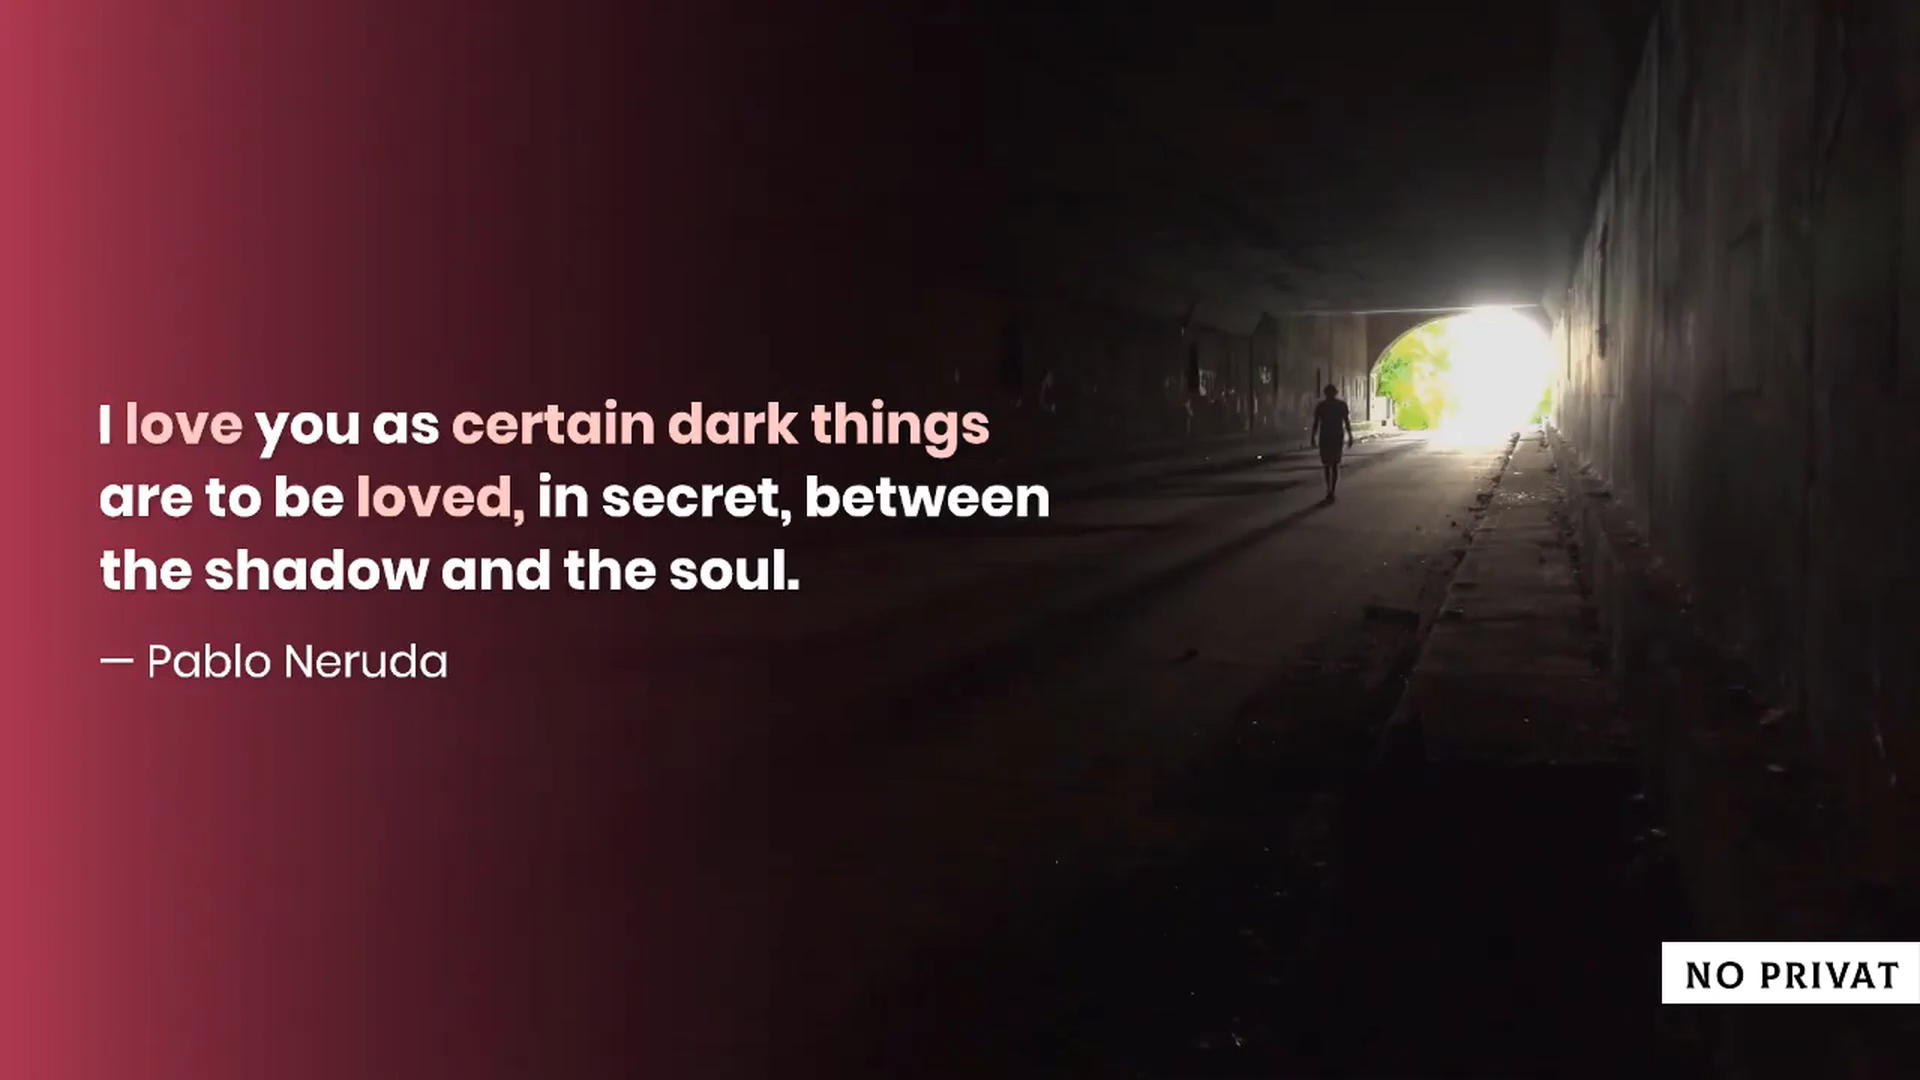 I love you as certain dark things
are to be loved, in secret, between
the shadow and the soul.
— Pablo Neruda
NO PRIVAT